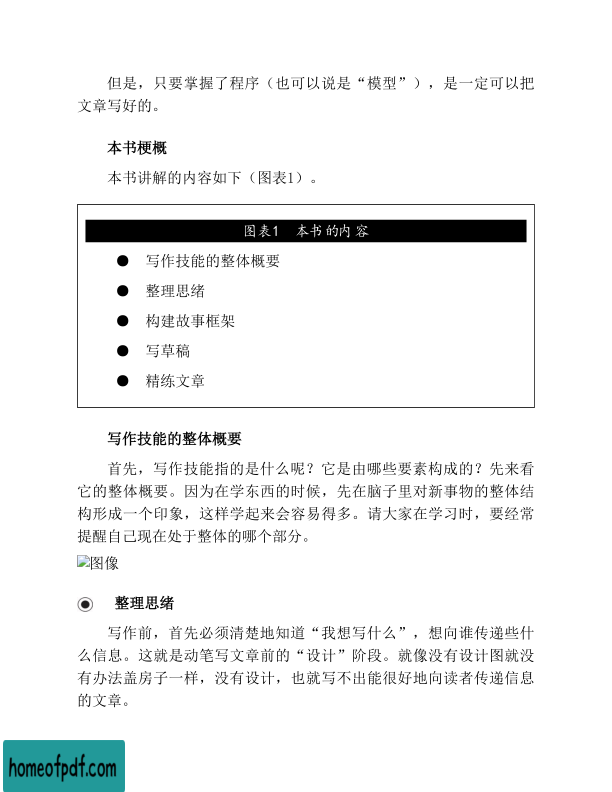 但是，只要掌握了程序（也可以说是“模型”），是一定可以把
文章写好的。
本书梗概
本书讲解的内容如下（图表1）。
图表1 本书的内容
● 写作技能的整体概要
● 整理思绪
● 构建故事框架
● 写草稿
● 精练文章
写作技能的整体概要
首先，写作技能指的是什么呢？它是由哪些要素构成的？先来看
它的整体概要。因为在学东西的时候，先在脑子里对新事物的整体结
构形成一个印象，这样学起来会容易得多。请大家在学习时，要经常
提醒自己现在处于整体的哪个部分。
图像
整理思绪
写作前，首先必须清楚地知道“我想写什么”，想向谁传递些什
么信息。这就是动笔写文章前的“设计”阶段。就像没有设计图就没
有办法盖房子一样，没有设计，也就写不出能很好地向读者传递信息
的文章。
homeofpdf.com